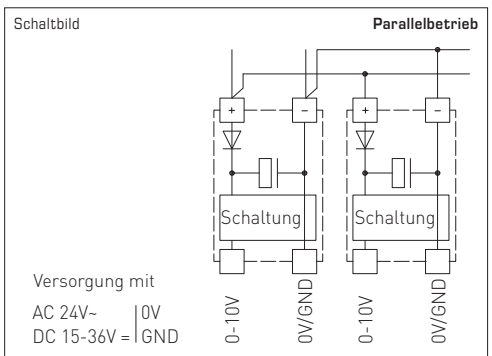 Schaltbild
Parallelbetrieb
+ − + −
Schaltung Schaltung
Versorgung mit
AC 24V~ | 0V
DC 15-36V = | GND
0-10V
0V/GND
0-10V
0V/GND